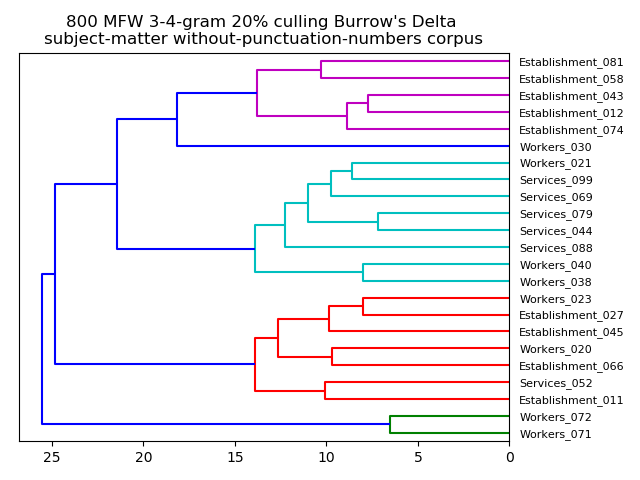 800 MFW 3-4-gram 20% culling Burrow's Delta
subject-matter without-punctuation-numbers corpus
Establishment_081
Establishment_058
Establishment_043
Establishment_012
Establishment_074
Workers_030
Workers_021
Services_099
Services_069
Services_079
Services_044
Services_088
Workers_040
Workers_038
Workers_023
Establishment_027
Establishment_045
Workers_020
Establishment_066
Services_052
Establishment_011
Workers_072
Workers_071
25 20 15 10 5 0